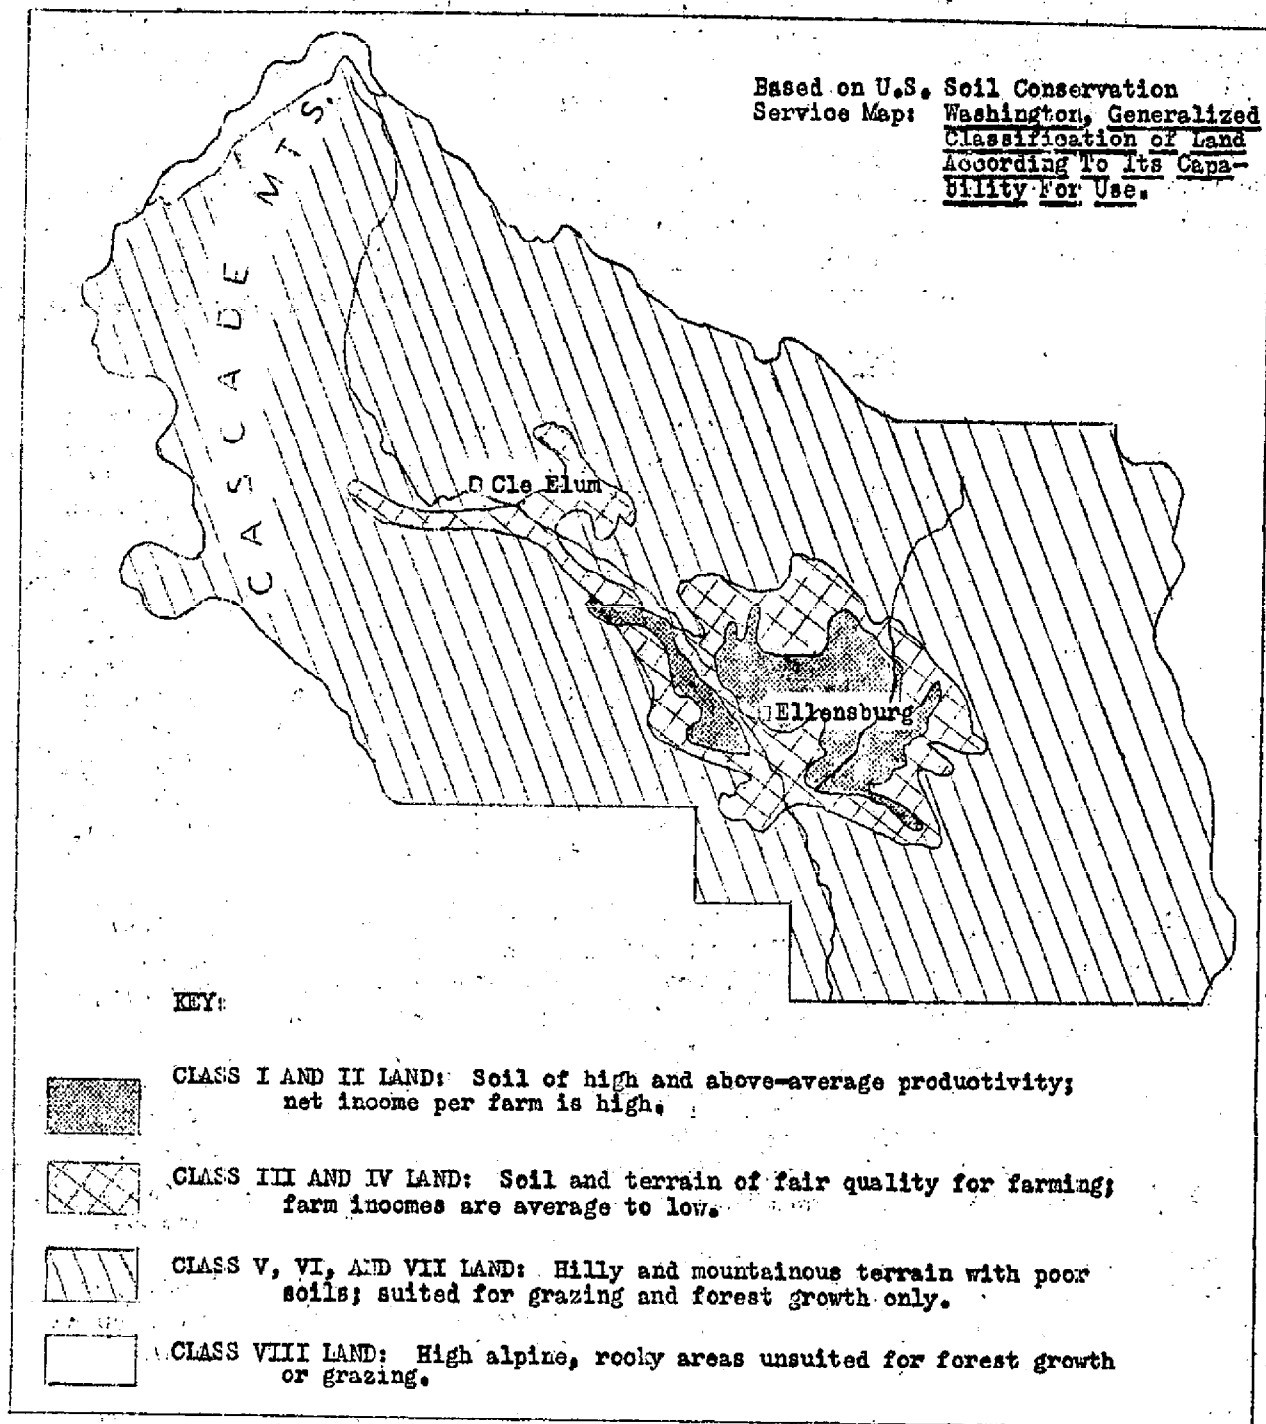 Based on U.S. Soil Conservation
Service Map: Washington, Generalized
Classification of Land
According To Its Capa-
bility For Use.
CASCADE MTS.
Cle Elum
Ellensburg
KEY:
CLASS I AND II LAND: Soil of high and above-average productivity;
net income per farm is high.
CLASS III AND IV LAND: Soil and terrain of fair quality for farming;
farm incomes are average to low.
CLASS V, VI, AND VII LAND: Hilly and mountainous terrain with poor
soils; suited for grazing and forest growth only.
CLASS VIII LAND: High alpine, rocky areas unsuited for forest growth
or grazing.